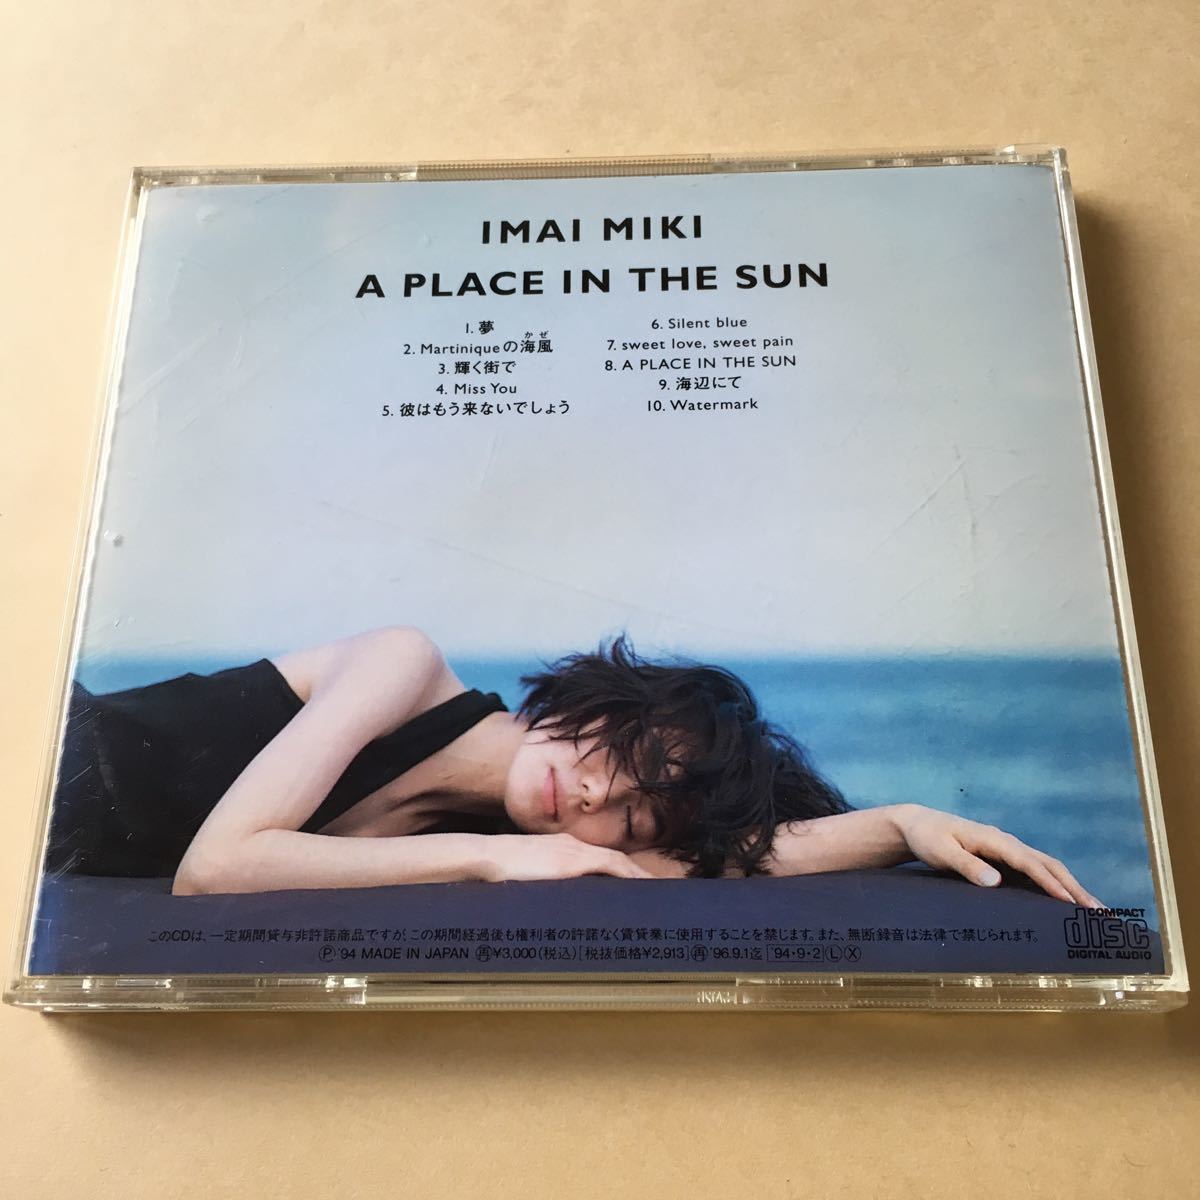 IMAI MIKI
A PLACE IN THE SUN
1. 夢
かぜ
2. Martiniqueの海風
3. 輝く街で
4. Miss You
5. 彼はもう来ないでしょう
6. Silent blue
7. sweet love, sweet pain
8. A PLACE IN THE SUN
9. 海辺にて
10. Watermark
このCDは、一定期間貸与非許諾商品ですが、この期間経過後も権利者の許諾なく賃貸業に使用することを禁じます。また、無断録音は法律で禁じられます。
Ⓟ'94 MADE IN JAPAN 再¥3,000(税込)[税抜価格¥2,913]再'96.9.1迄 '94・9・2 Ⓛ Ⓧ
COMPACT
disc
DIGITAL AUDIO